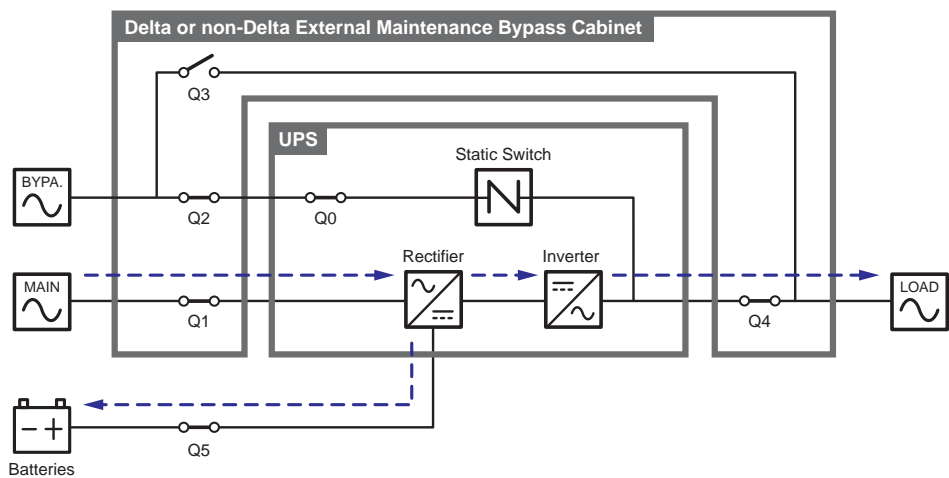 Delta or non-Delta External Maintenance Bypass Cabinet
Q3
UPS
Static Switch
BYPA.
Q2
Q0
Rectifier
Inverter
MAIN
LOAD
Q1
Q4
Q5
Batteries